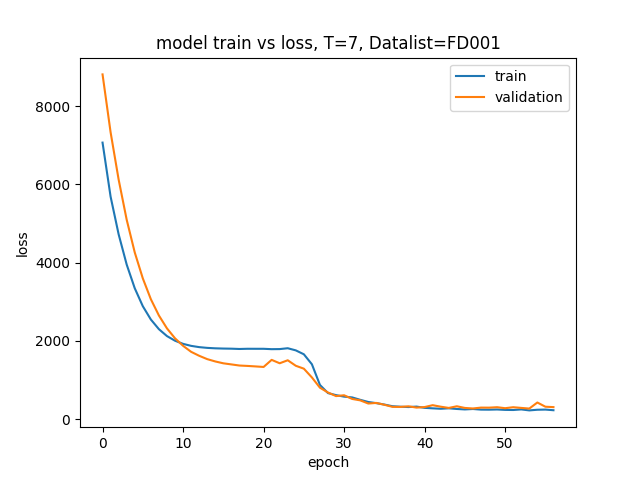 model train vs loss, T=7, Datalist=FD001
train
validation
loss
8000
6000
4000
2000
0
0 10 20 30 40 50
epoch